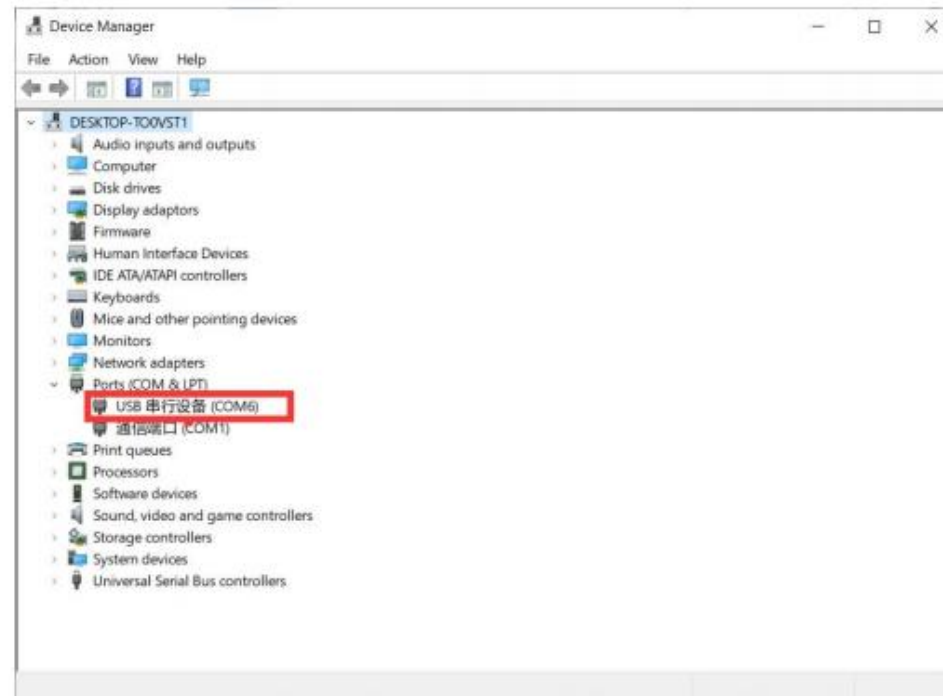 Device Manager
File Action View Help
DESKTOP-TO0VST1
Audio inputs and outputs
Computer
Disk drives
Display adaptors
Firmware
Human Interface Devices
IDE ATA/ATAPI controllers
Keyboards
Mice and other pointing devices
Monitors
Network adapters
Ports (COM & LPT)
USB 串行设备 (COM6)
通信端口 (COM1)
Print queues
Processors
Software devices
Sound, video and game controllers
Storage controllers
System devices
Universal Serial Bus controllers